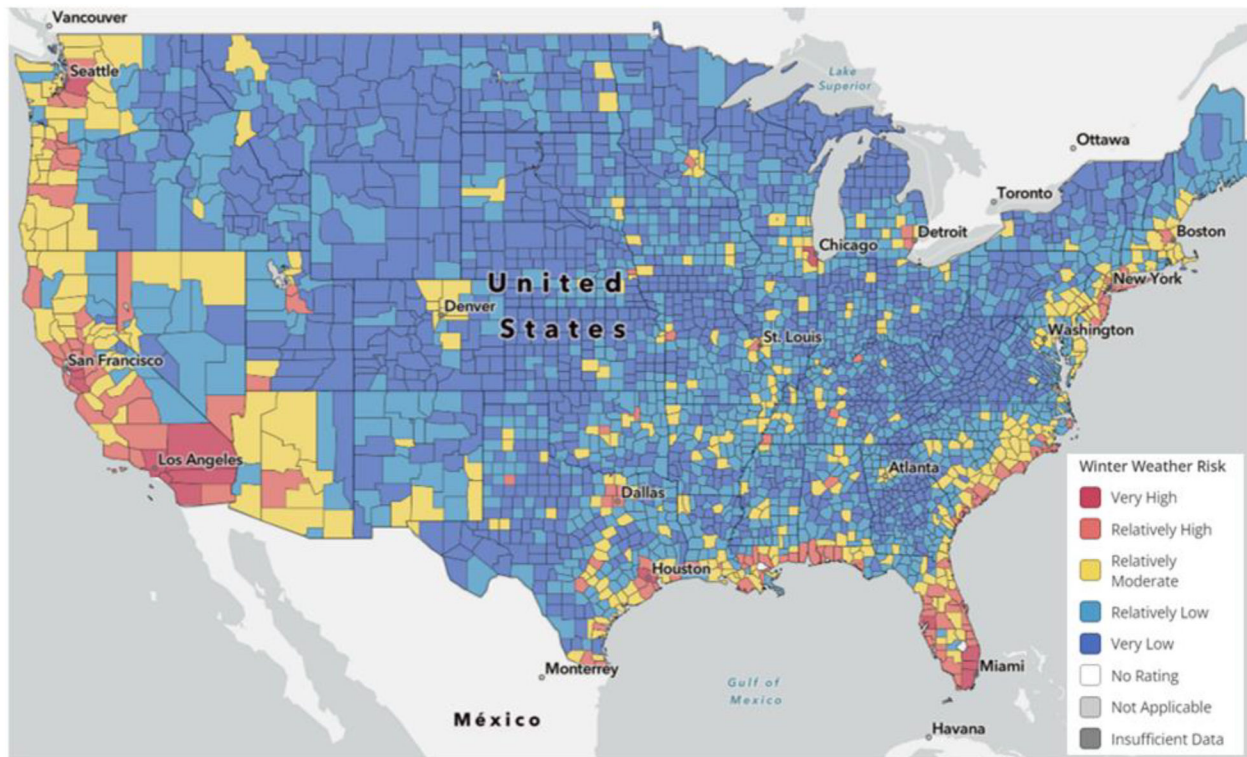 Vancouver
Seattle
Lake
Superior
Ottawa
Toronto
Boston
Detroit
Chicago
New York
United
States
Denver
Washington
St. Louis
San Francisco
Los Angeles
Atlanta
Dallas
Houston
Monterrey
Miami
Gulf of
Mexico
México
Havana
Winter Weather Risk
Very High
Relatively High
Relatively
Moderate
Relatively Low
Very Low
No Rating
Not Applicable
Insufficient Data